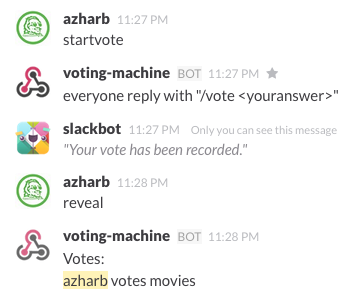 azharb 11:27 PM
startvote
voting-machine BOT 11:27 PM
everyone reply with "/vote <youranswer>"
slackbot 11:27 PM Only you can see this message
"Your vote has been recorded."
azharb 11:28 PM
reveal
voting-machine BOT 11:28 PM
Votes:
azharb votes movies